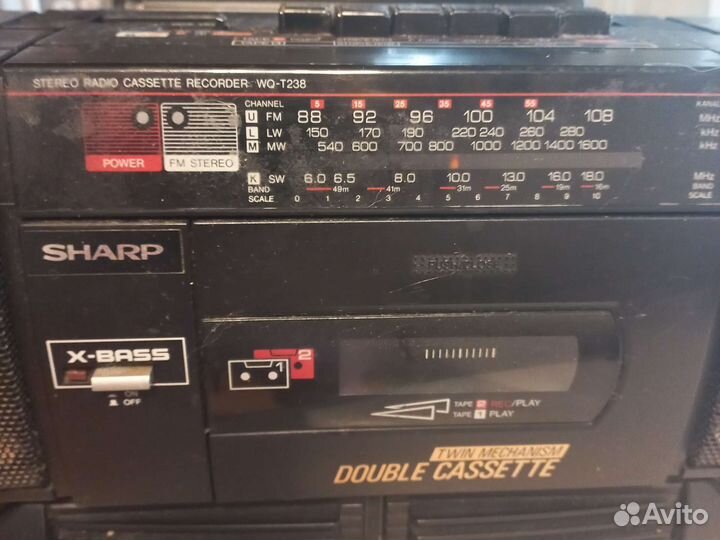 STEREO RADIO CASSETTE RECORDER WQ-T238
CHANNEL 5 15 25 35 45 55 KANAL
U FM 88 92 96 100 104 108 MHz
L LW 150 170 190 220 240 260 280 kHz
M MW 540 600 700 800 1000 1200 1400 1600 kHz
POWER FM STEREO
K SW 6.0 6.5 8.0 10.0 13.0 16.0 18.0 MHz
BAND 49m 41m 31m 25m 19m 16m BAND
SCALE 0 1 2 3 4 5 6 7 8 9 10 SCALE
SHARP
PUSH/CLOSE
X-BASS
ON
OFF
2
1
TAPE 2 REC/PLAY
TAPE 1 PLAY
TWIN MECHANISM
DOUBLE CASSETTE
Avito